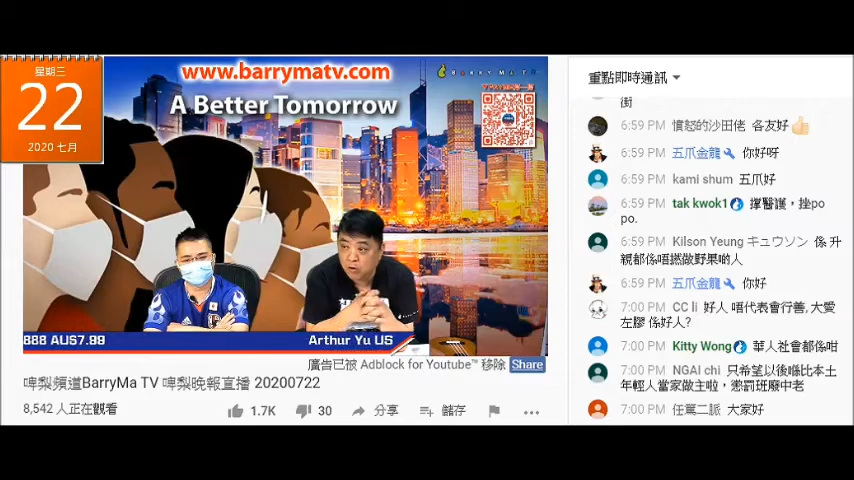 星期三
22
2020 七月
www.barrymatv.com
BARRY MA TV
A Better Tomorrow
888 AUS7.99
Arthur Yu US
廣告已被 Adblock for Youtube™ 移除 Share
啤梨頻道BarryMa TV 啤梨晚報直播 20200722
8,542 人正在觀看
1.7K 30 分享 儲存
重點即時通訊
街
6:59 PM 憤怒的沙田佬 各友好👍
6:59 PM 五爪金龍 你好呀
6:59 PM kami shum 五爪好
6:59 PM tak kwok1 撐醫護，挫po
po.
6:59 PM Kilson Yeung キュウソン 係 升
親都係唔撚做野果啲人
6:59 PM 五爪金龍 你好
7:00 PM CC li 好人 唔代表會行善, 大愛
左膠 係好人?
7:00 PM Kitty Wong 華人社會都係咁
7:00 PM NGAI chi 只希望以後喺比本土
年輕人當家做主啦，懲罰班廢中老
7:00 PM 任篤二脈 大家好